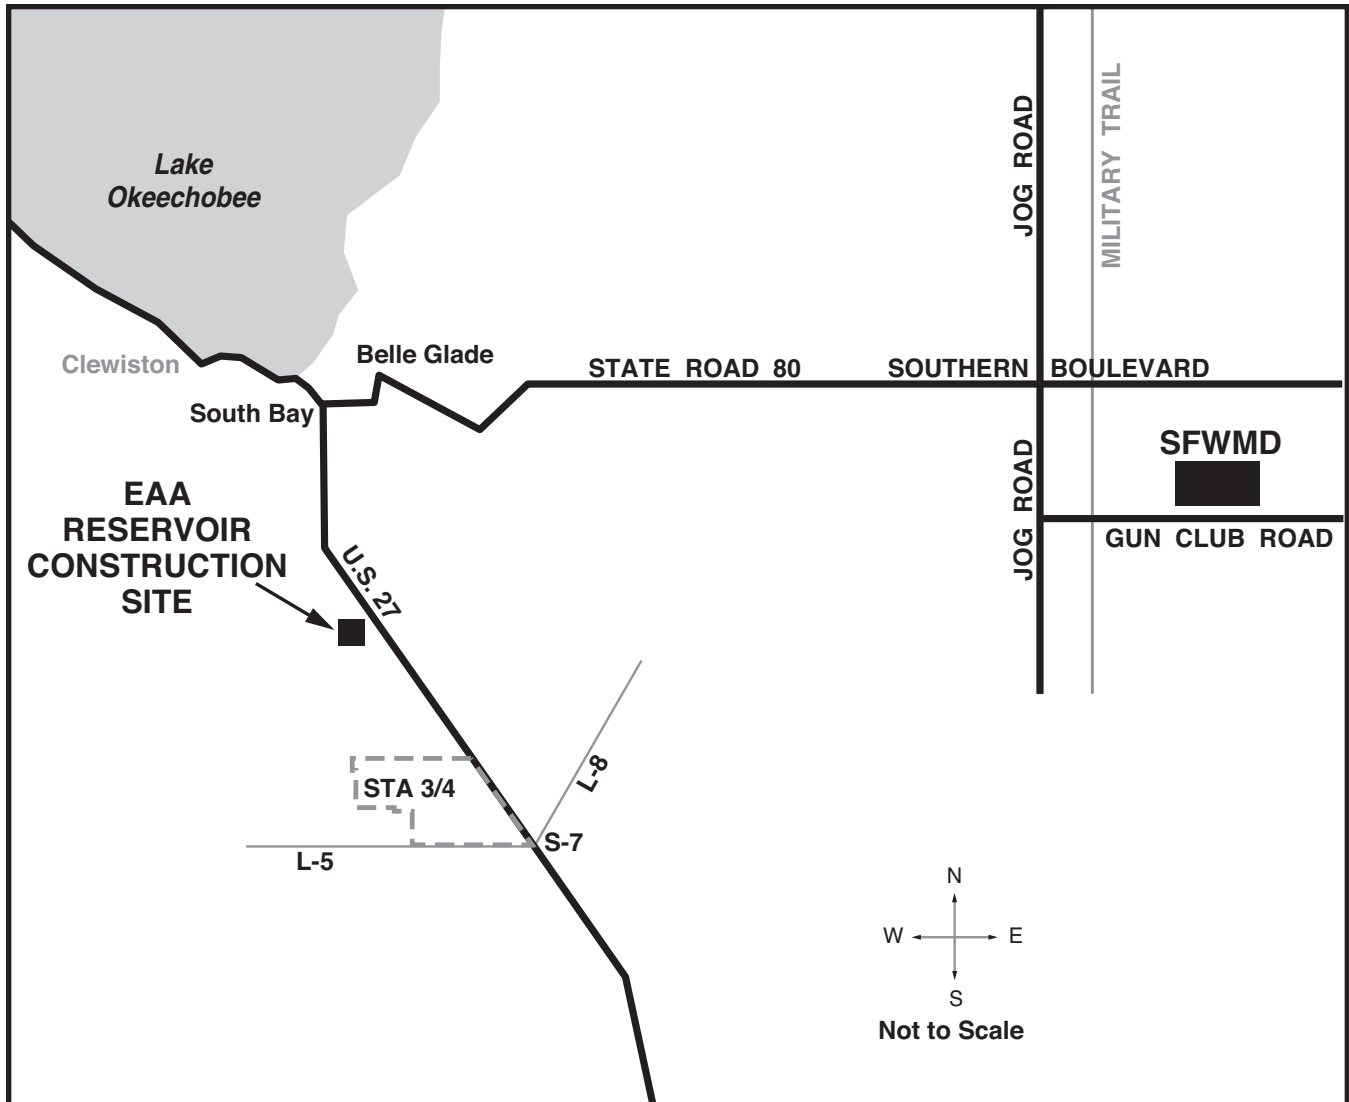 Lake
Okeechobee
JOG ROAD
MILITARY TRAIL
Clewiston
Belle Glade
STATE ROAD 80
SOUTHERN BOULEVARD
South Bay
SFWMD
JOG ROAD
GUN CLUB ROAD
EAA
RESERVOIR
CONSTRUCTION
SITE
U.S. 27
L-8
STA 3/4
S-7
L-5
N
W
E
S
Not to Scale